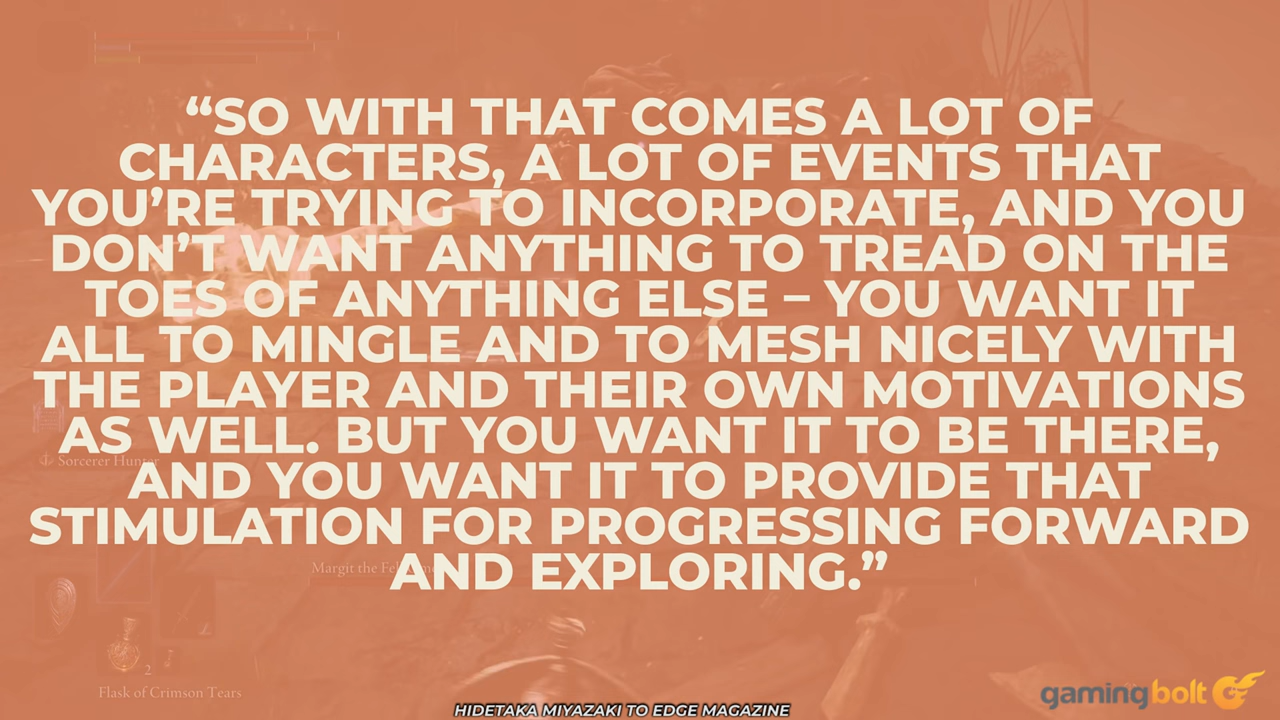 “SO WITH THAT COMES A LOT OF
CHARACTERS, A LOT OF EVENTS THAT
YOU’RE TRYING TO INCORPORATE, AND YOU
DON’T WANT ANYTHING TO TREAD ON THE
TOES OF ANYTHING ELSE – YOU WANT IT
ALL TO MINGLE AND TO MESH NICELY WITH
THE PLAYER AND THEIR OWN MOTIVATIONS
AS WELL. BUT YOU WANT IT TO BE THERE,
Sorcerer Hunter
AND YOU WANT IT TO PROVIDE THAT
STIMULATION FOR PROGRESSING FORWARD
Margit the
AND EXPLORING.”
2
Flask of Crimson Tears
gamingbolt
HIDETAKA MIYAZAKI TO EDGE MAGAZINE